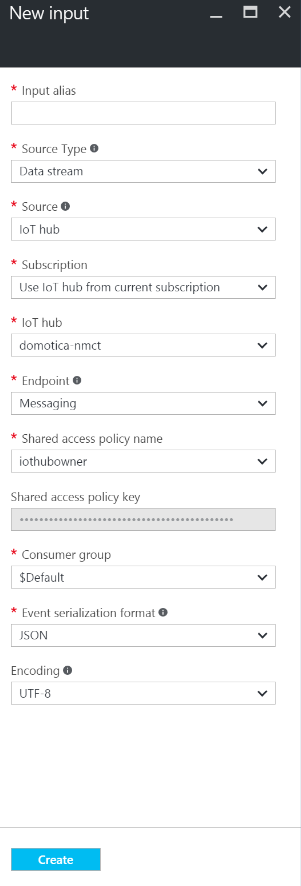 New input
* Input alias
* Source Type
Data stream
* Source
IoT hub
* Subscription
Use IoT hub from current subscription
* IoT hub
domotica-nmct
* Endpoint
Messaging
* Shared access policy name
iothubowner
Shared access policy key
* Consumer group
$Default
* Event serialization format
JSON
Encoding
UTF-8
Create